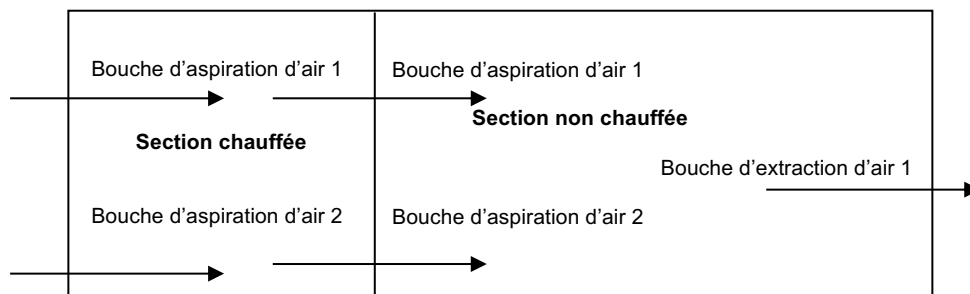 Bouche d’aspiration d’air 1
Bouche d’aspiration d’air 1
Section non chauffée
Section chauffée
Bouche d’extraction d’air 1
Bouche d’aspiration d’air 2
Bouche d’aspiration d’air 2